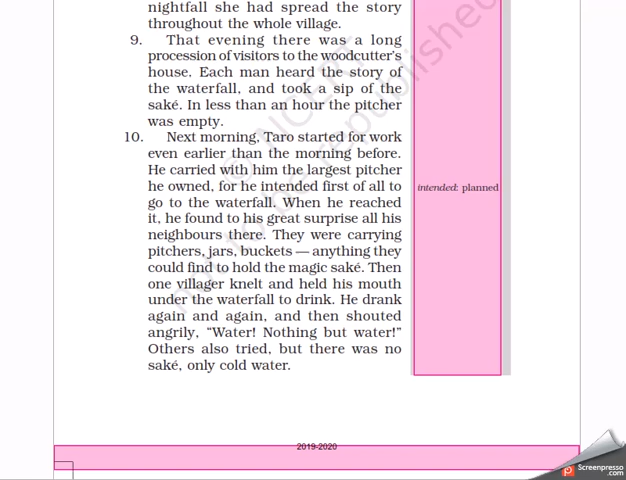 nightfall she had spread the story
throughout the whole village.
9. That evening there was a long
procession of visitors to the woodcutter's
house. Each man heard the story of
the waterfall, and took a sip of the
saké. In less than an hour the pitcher
was empty.
10. Next morning, Taro started for work
even earlier than the morning before.
He carried with him the largest pitcher
he owned, for he intended first of all to
go to the waterfall. When he reached
it, he found to his great surprise all his
neighbours there. They were carrying
pitchers, jars, buckets — anything they
could find to hold the magic saké. Then
one villager knelt and held his mouth
under the waterfall to drink. He drank
again and again, and then shouted
angrily, “Water! Nothing but water!”
Others also tried, but there was no
saké, only cold water.
intended: planned
© NCERT
not to be republished
2019-2020
Screenpresso
.com